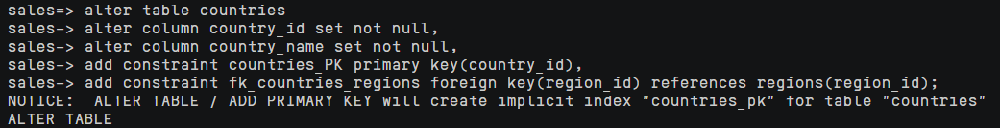 sales=> alter table countries
sales-> alter column country_id set not null,
sales-> alter column country_name set not null,
sales-> add constraint countries_PK primary key(country_id),
sales-> add constraint fk_countries_regions foreign key(region_id) references regions(region_id);
NOTICE:  ALTER TABLE / ADD PRIMARY KEY will create implicit index "countries_pk" for table "countries"
ALTER TABLE